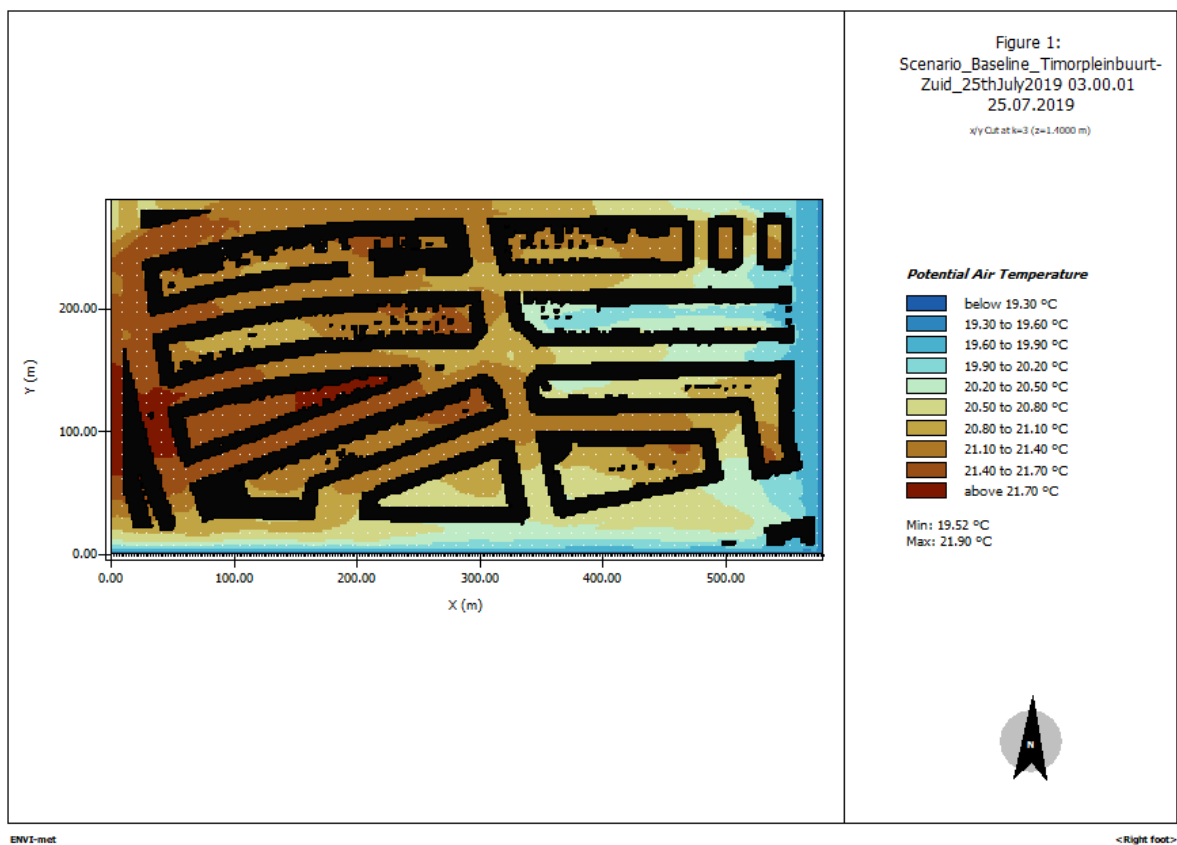 Figure 1:
Scenario_Baseline_Timorpleinbuurt-
Zuid_25thJuly2019 03.00.01
25.07.2019
x/y Cut at k=3 (z=1.4000 m)
200.00
100.00
0.00
Y (m)
0.00 100.00 200.00 300.00 400.00 500.00
X (m)
Potential Air Temperature
below 19.30 °C
19.30 to 19.60 °C
19.60 to 19.90 °C
19.90 to 20.20 °C
20.20 to 20.50 °C
20.50 to 20.80 °C
20.80 to 21.10 °C
21.10 to 21.40 °C
21.40 to 21.70 °C
above 21.70 °C
Min: 19.52 °C
Max: 21.90 °C
N
ENVI-met
<Right foot>